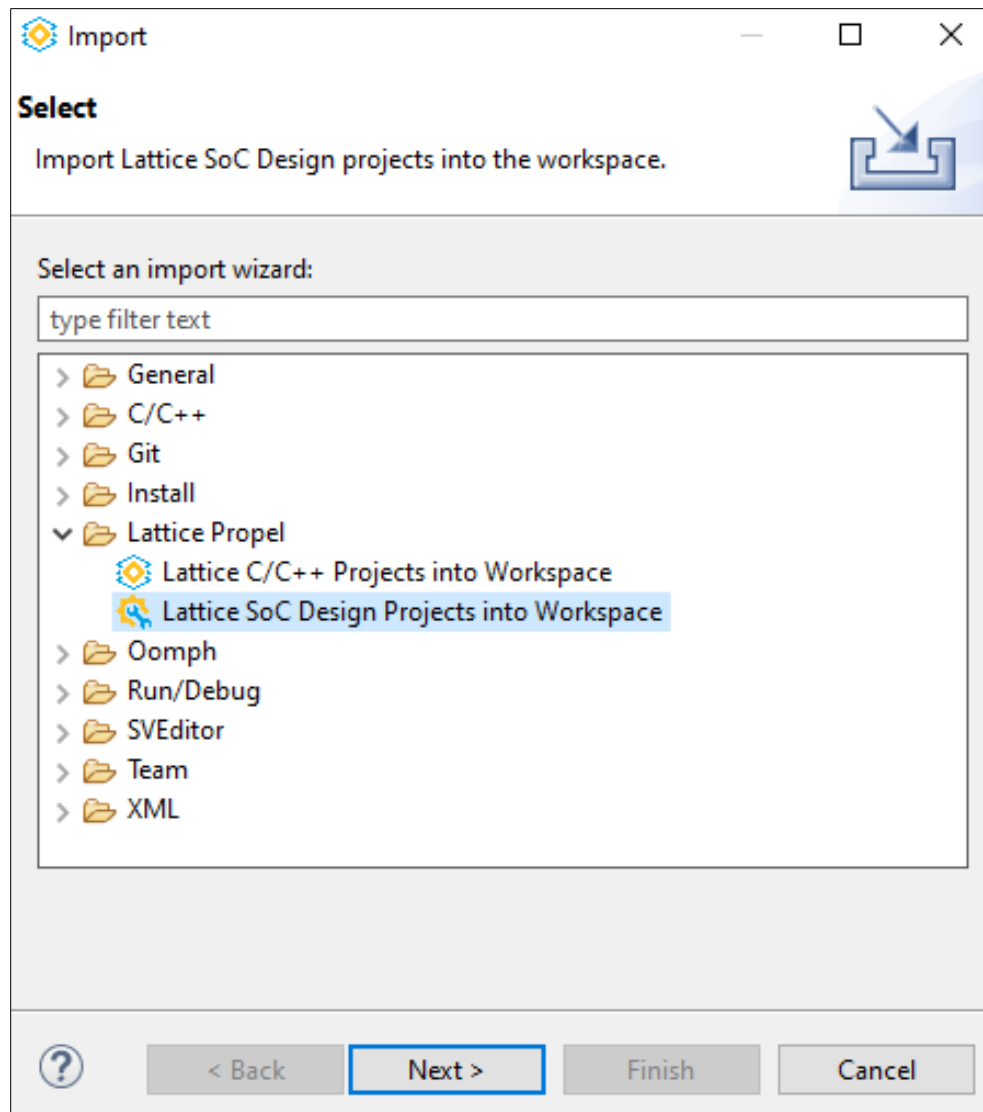 Import
Select
Import Lattice SoC Design projects into the workspace.
Select an import wizard:
type filter text
General
C/C++
Git
Install
Lattice Propel
Lattice C/C++ Projects into Workspace
Lattice SoC Design Projects into Workspace
Oomph
Run/Debug
SVEditor
Team
XML
? < Back Next > Finish Cancel